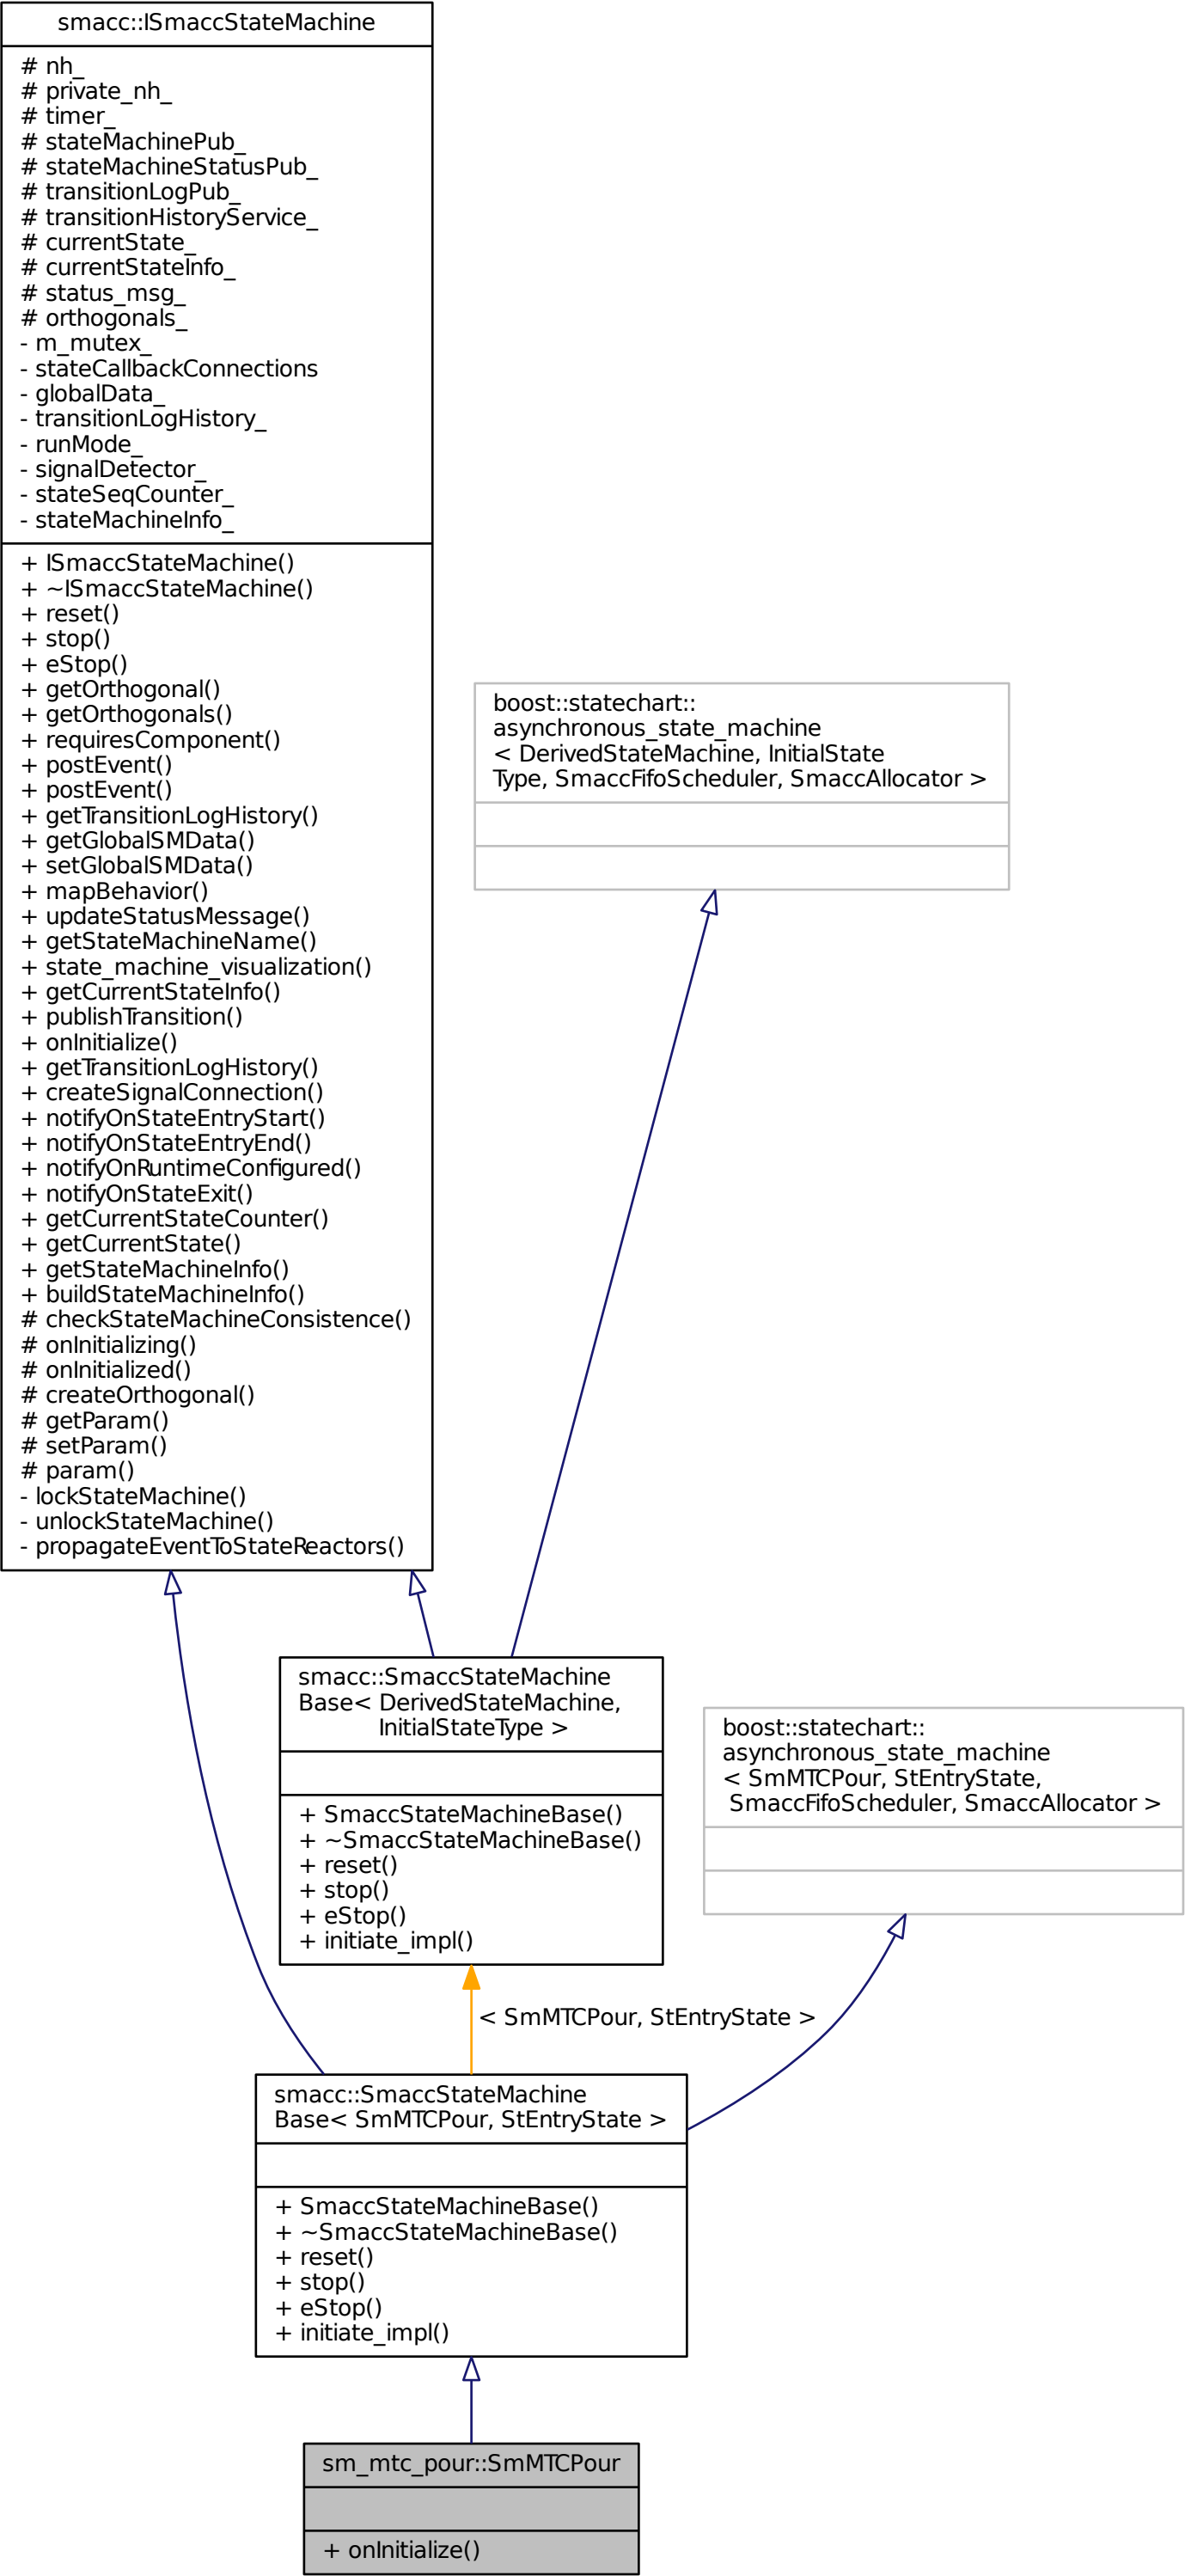 smacc::ISmaccStateMachine
# nh_
# private_nh_
# timer_
# stateMachinePub_
# stateMachineStatusPub_
# transitionLogPub_
# transitionHistoryService_
# currentState_
# currentStateInfo_
# status_msg_
# orthogonals_
- m_mutex_
- stateCallbackConnections
- globalData_
- transitionLogHistory_
- runMode_
- signalDetector_
- stateSeqCounter_
- stateMachineInfo_
+ ISmaccStateMachine()
+ ~ISmaccStateMachine()
+ reset()
+ stop()
+ eStop()
+ getOrthogonal()
+ getOrthogonals()
+ requiresComponent()
+ postEvent()
+ postEvent()
+ getTransitionLogHistory()
+ getGlobalSMData()
+ setGlobalSMData()
+ mapBehavior()
+ updateStatusMessage()
+ getStateMachineName()
+ state_machine_visualization()
+ getCurrentStateInfo()
+ publishTransition()
+ onInitialize()
+ getTransitionLogHistory()
+ createSignalConnection()
+ notifyOnStateEntryStart()
+ notifyOnStateEntryEnd()
+ notifyOnRuntimeConfigured()
+ notifyOnStateExit()
+ getCurrentStateCounter()
+ getCurrentState()
+ getStateMachineInfo()
+ buildStateMachineInfo()
# checkStateMachineConsistence()
# onInitializing()
# onInitialized()
# createOrthogonal()
# getParam()
# setParam()
# param()
- lockStateMachine()
- unlockStateMachine()
- propagateEventToStateReactors()
boost::statechart::
asynchronous_state_machine
< DerivedStateMachine, InitialState
Type, SmaccFifoScheduler, SmaccAllocator >
smacc::SmaccStateMachine
Base< DerivedStateMachine,
InitialStateType >
+ SmaccStateMachineBase()
+ ~SmaccStateMachineBase()
+ reset()
+ stop()
+ eStop()
+ initiate_impl()
boost::statechart::
asynchronous_state_machine
< SmMTCPour, StEntryState,
SmaccFifoScheduler, SmaccAllocator >
< SmMTCPour, StEntryState >
smacc::SmaccStateMachine
Base< SmMTCPour, StEntryState >
+ SmaccStateMachineBase()
+ ~SmaccStateMachineBase()
+ reset()
+ stop()
+ eStop()
+ initiate_impl()
sm_mtc_pour::SmMTCPour
+ onInitialize()